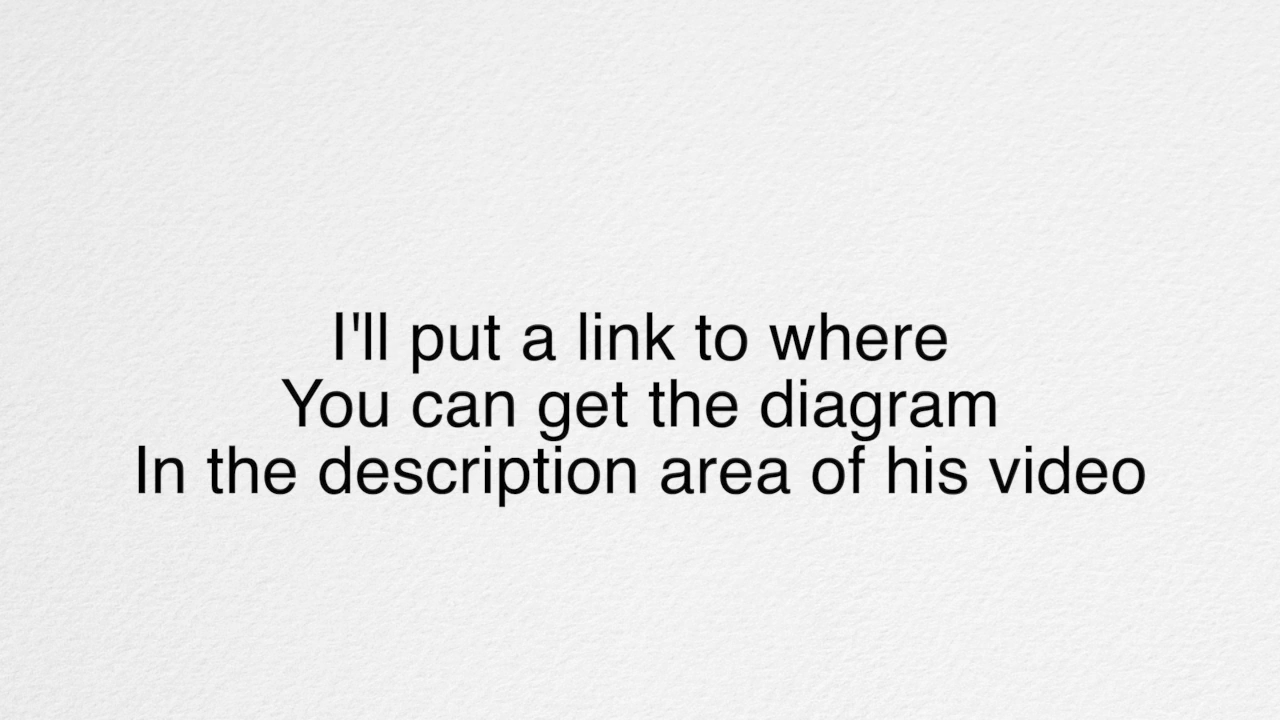 I'll put a link to where
You can get the diagram
In the description area of his video